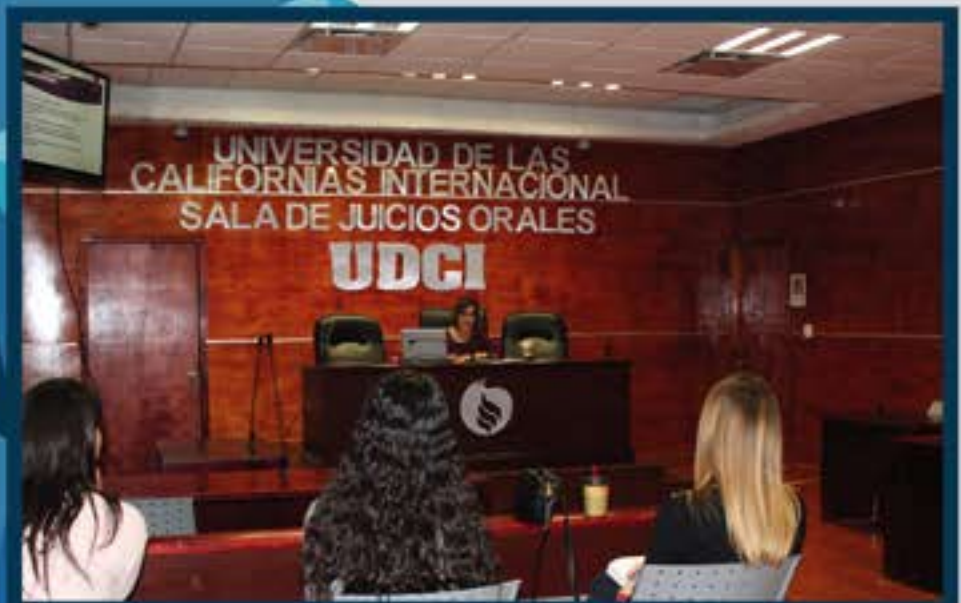 UNIVERSIDAD DE LAS
CALIFORNIAS INTERNACIONAL
SALA DE JUICIOS ORALES
UDCI